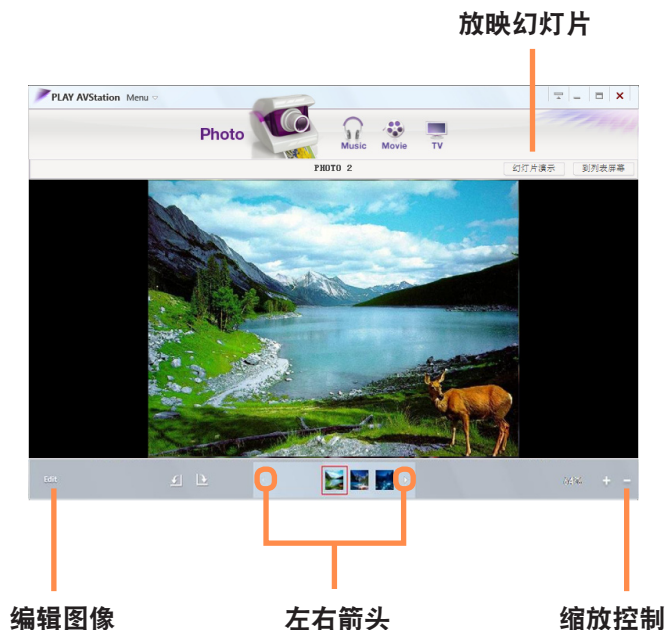 放映幻灯片
PLAY AVStation Menu
Photo
Music Movie TV
PHOTO 2
幻灯片演示 到列表屏幕
Edit
编辑图像
左右箭头
缩放控制